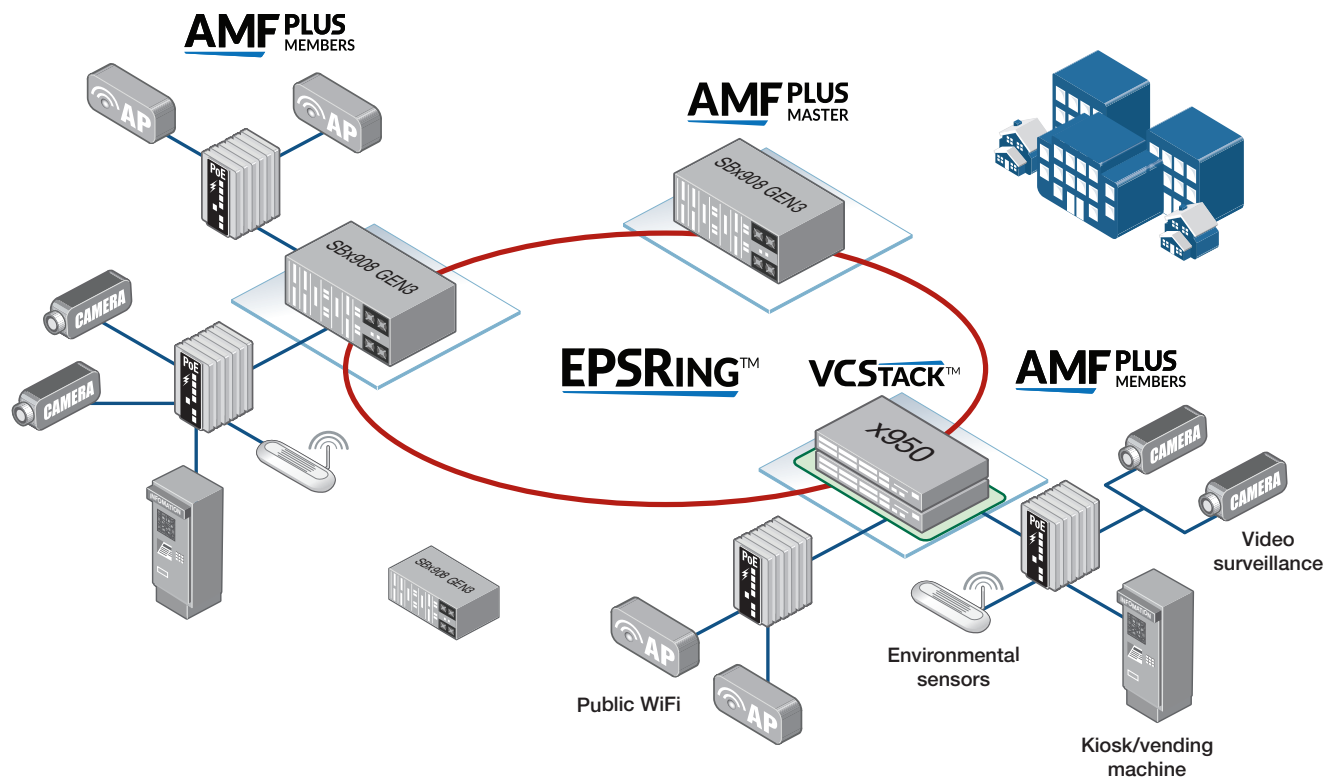 AMF PLUS
MEMBERS
AP
AP
PoE
AMF PLUS
MASTER
SBx908 GEN3
SBx908 GEN3
CAMERA
PoE
CAMERA
INFOMATION
EPSRING™
VCSTACK™
AMF PLUS
MEMBERS
x950
CAMERA
CAMERA
PoE
Video
surveillance
PoE
SBx908 GEN3
AP
Public WiFi
AP
Environmental
sensors
INFOMATION
Kiosk/vending
machine